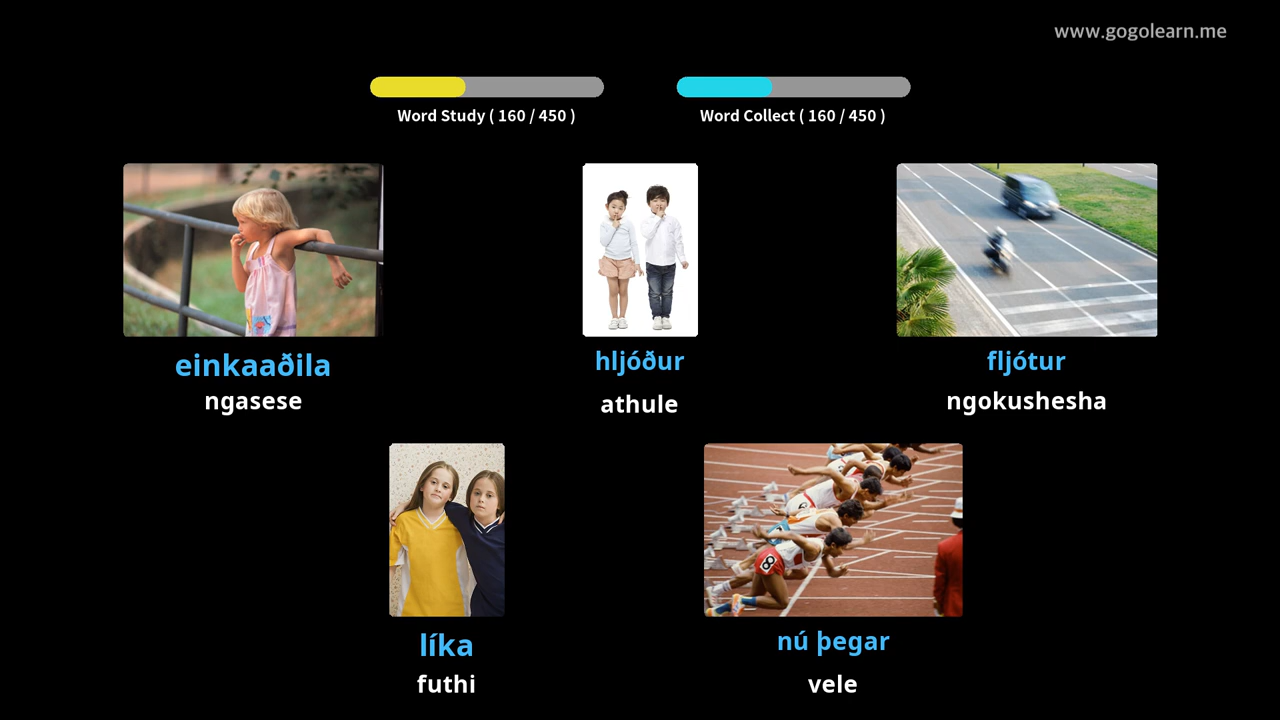 www.gogolearn.me
Word Study ( 160 / 450 )
Word Collect ( 160 / 450 )
einkaaðila
ngasese
hljóður
athule
fljótur
ngokushesha
líka
futhi
nú þegar
vele